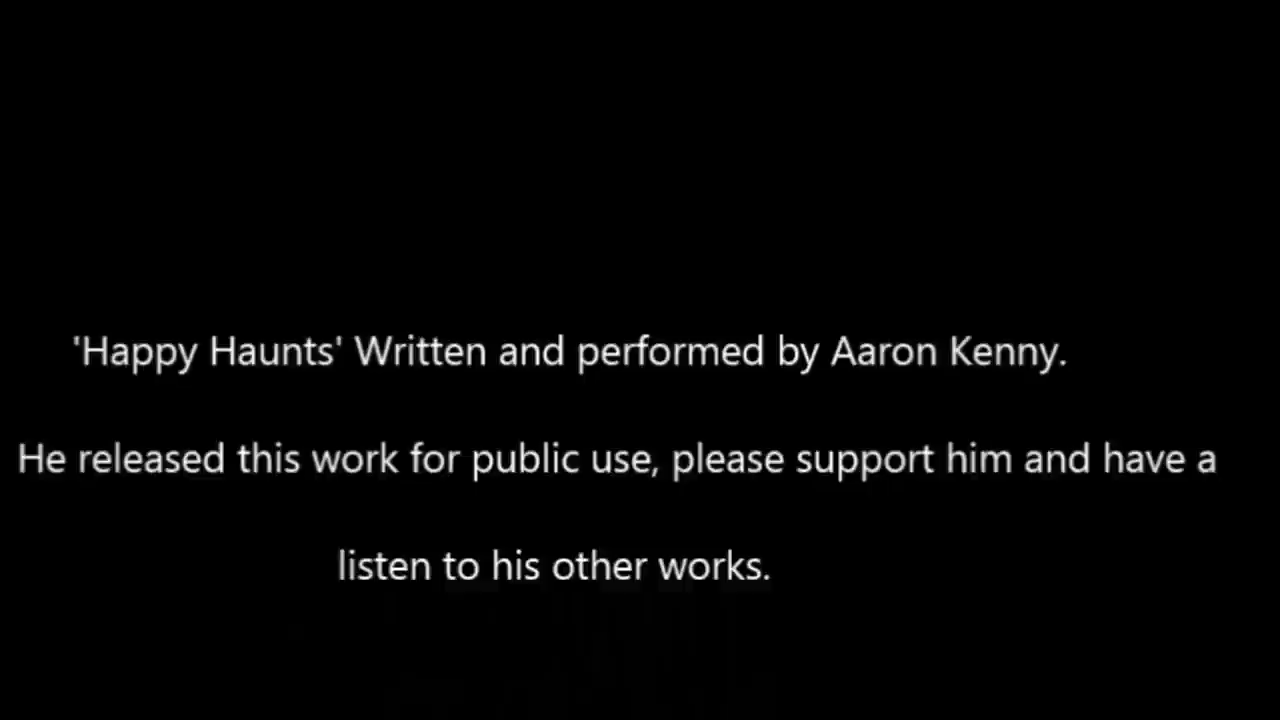 'Happy Haunts' Written and performed by Aaron Kenny.
He released this work for public use, please support him and have a
listen to his other works.